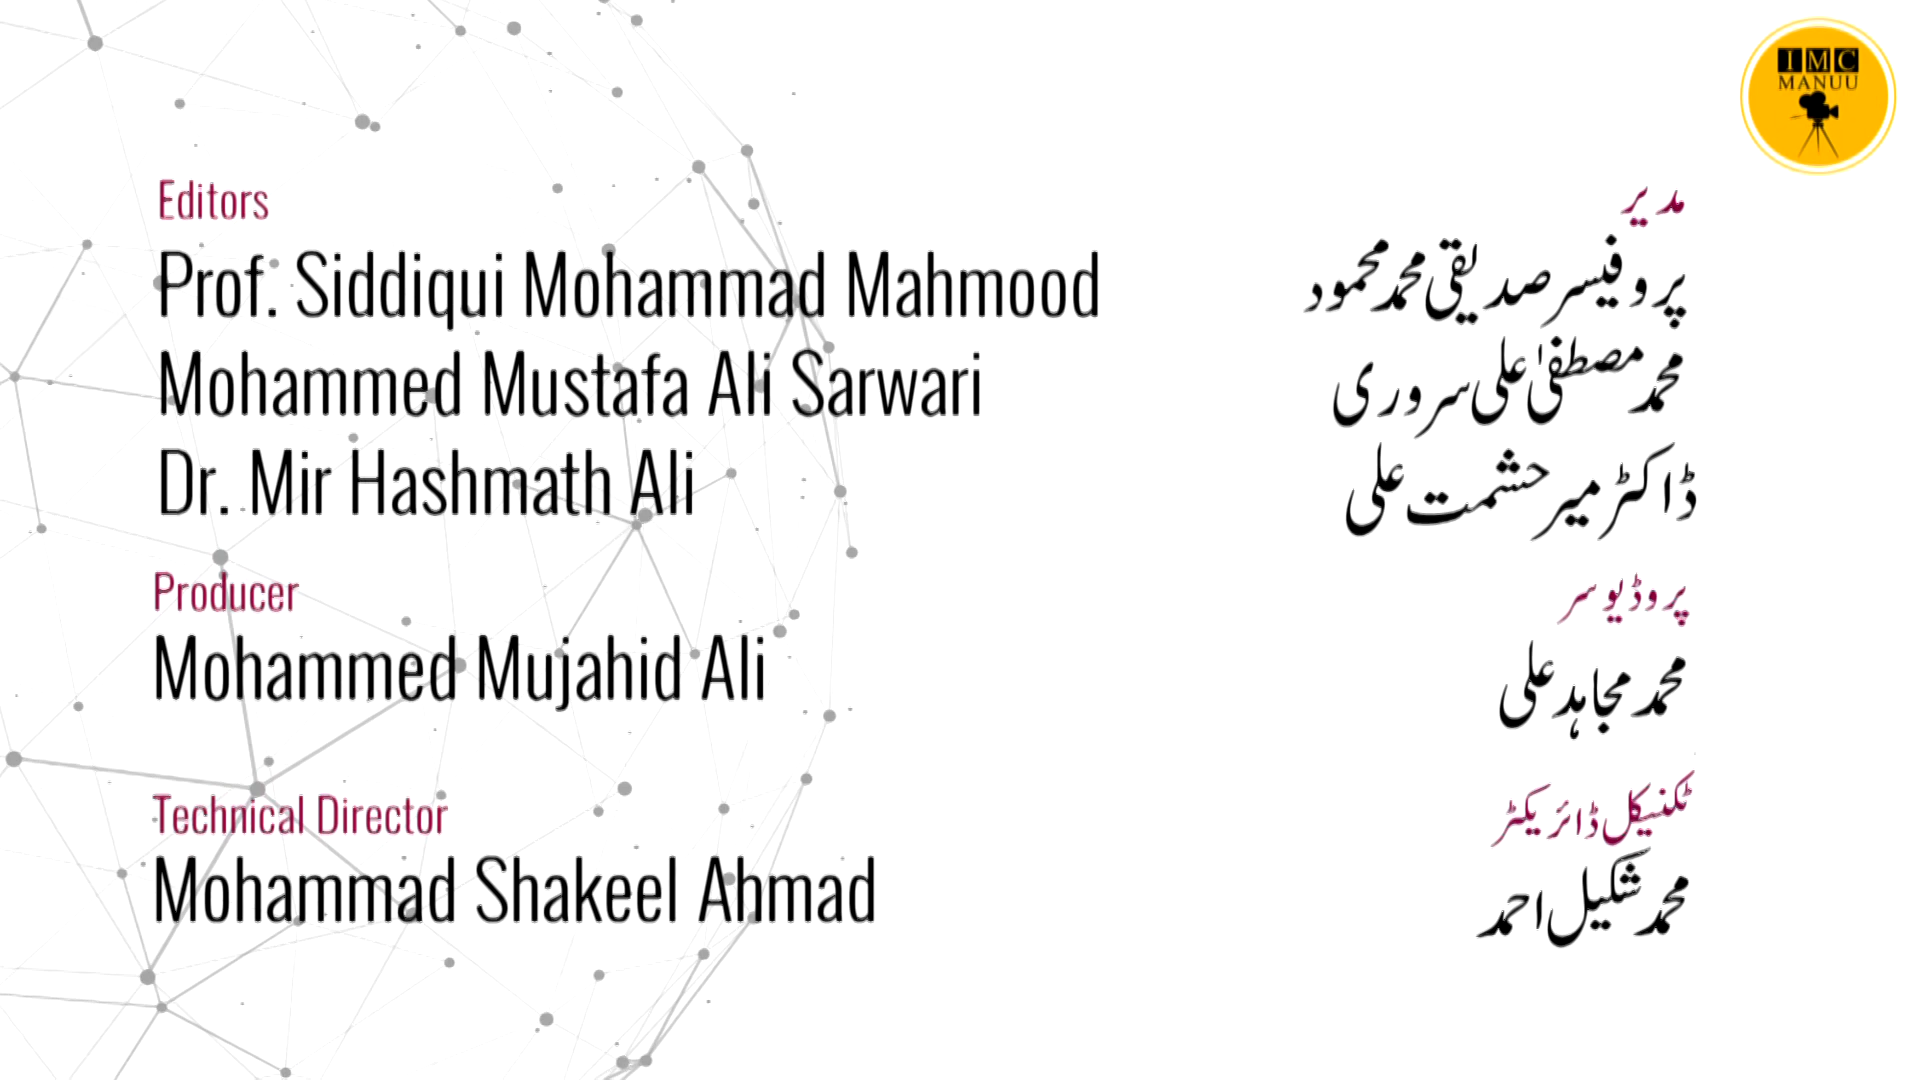 IMC
MANUU
Editors
Prof. Siddiqui Mohammad Mahmood
Mohammed Mustafa Ali Sarwari
Dr. Mir Hashmath Ali
Producer
Mohammed Mujahid Ali
Technical Director
Mohammad Shakeel Ahmad
مدیر
پروفیسر صدیقی محمد محمود
محمد مصطفیٰ علی سروری
ڈاکٹر میر حشمت علی
پروڈیوسر
محمد مجاہد علی
ٹکنیکل ڈائریکٹر
محمد شکیل احمد